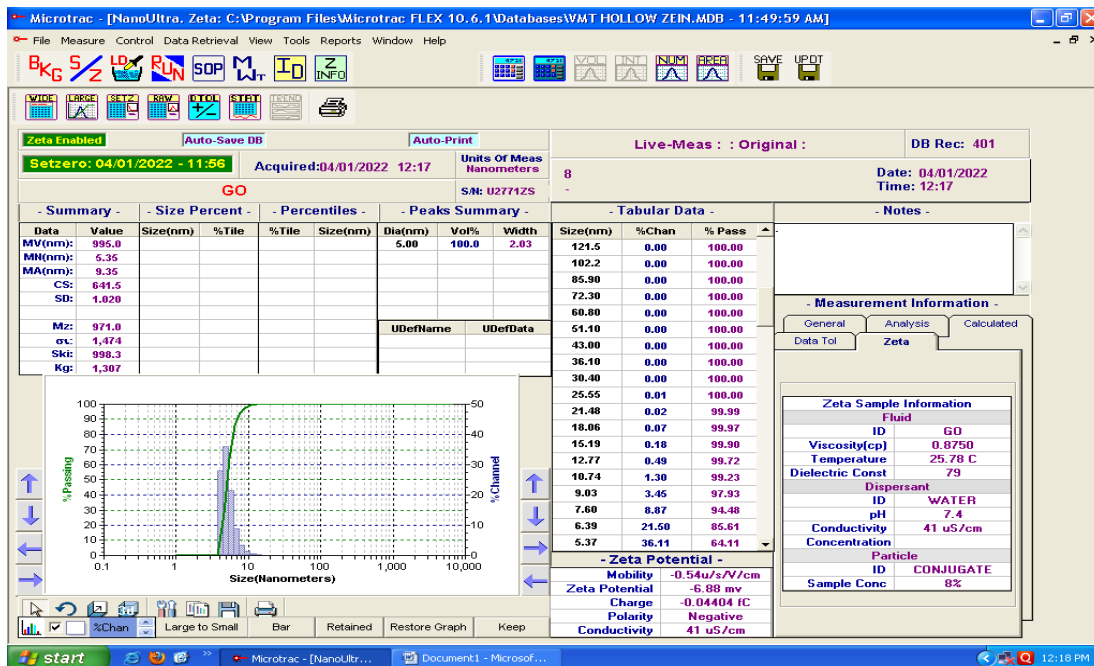 Microtrac - [NanoUltra. Zeta: C:\Program Files\Microtrac FLEX 10.6.1\Databases\VMT HOLLOW ZEIN.MDB - 11:49:59 AM]
File Measure Control Data Retrieval View Tools Reports Window Help
BKG S/Z LD RUN SOP M WT ID Z INFO VOL INT NUM AREA SAVE UPDT
WIDE LARGE SETZ RAW DTOL STAT TREND
Zeta Enabled Auto-Save DB Auto-Print
Setzero: 04/01/2022 - 11:56 Acquired:04/01/2022 12:17 Units Of Meas Nanometers
GO S/N: U2771ZS
Live-Meas : : Original : DB Rec: 401
8 Date: 04/01/2022
- Time: 12:17
- Summary - - Size Percent - - Percentiles - - Peaks Summary -
Data Value Size(nm) %Tile %Tile Size(nm) Dia(nm) Vol% Width
MV(nm): 995.0 5.00 100.0 2.03
MN(nm): 5.35
MA(nm): 9.35
CS: 641.5
SD: 1.020
Mz: 971.0 UDefName UDefData
σι: 1,474
Ski: 998.3
Kg: 1,307
- Tabular Data -
Size(nm) %Chan % Pass
121.5 0.00 100.00
102.2 0.00 100.00
85.90 0.00 100.00
72.30 0.00 100.00
60.80 0.00 100.00
51.10 0.00 100.00
43.00 0.00 100.00
36.10 0.00 100.00
30.40 0.00 100.00
25.55 0.01 100.00
21.48 0.02 99.99
18.06 0.07 99.97
15.19 0.18 99.90
12.77 0.49 99.72
10.74 1.30 99.23
9.03 3.45 97.93
7.60 8.87 94.48
6.39 21.50 85.61
5.37 36.11 64.11
- Notes -
-
- Measurement Information -
General Analysis Calculated
Data Tol Zeta
Zeta Sample Information
Fluid
ID GO
Viscosity(cp) 0.8750
Temperature 25.78 C
Dielectric Const 79
Dispersant
ID WATER
pH 7.4
Conductivity 41 uS/cm
Concentration
Particle
ID CONJUGATE
Sample Conc 8%
100 50
90
80 40
70
60 30
50
40 20
30
20 10
10
0 0
%Passing
%Channel
0.1 1 10 100 1,000 10,000
Size(Nanometers)
- Zeta Potential -
Mobility -0.54u/s/V/cm
Zeta Potential -6.88 mv
Charge -0.04404 fC
Polarity Negative
Conductivity 41 uS/cm
%Chan Large to Small Bar Retained Restore Graph Keep
start Microtrac - [NanoUltr... Document1 - Microsof... 12:18 PM